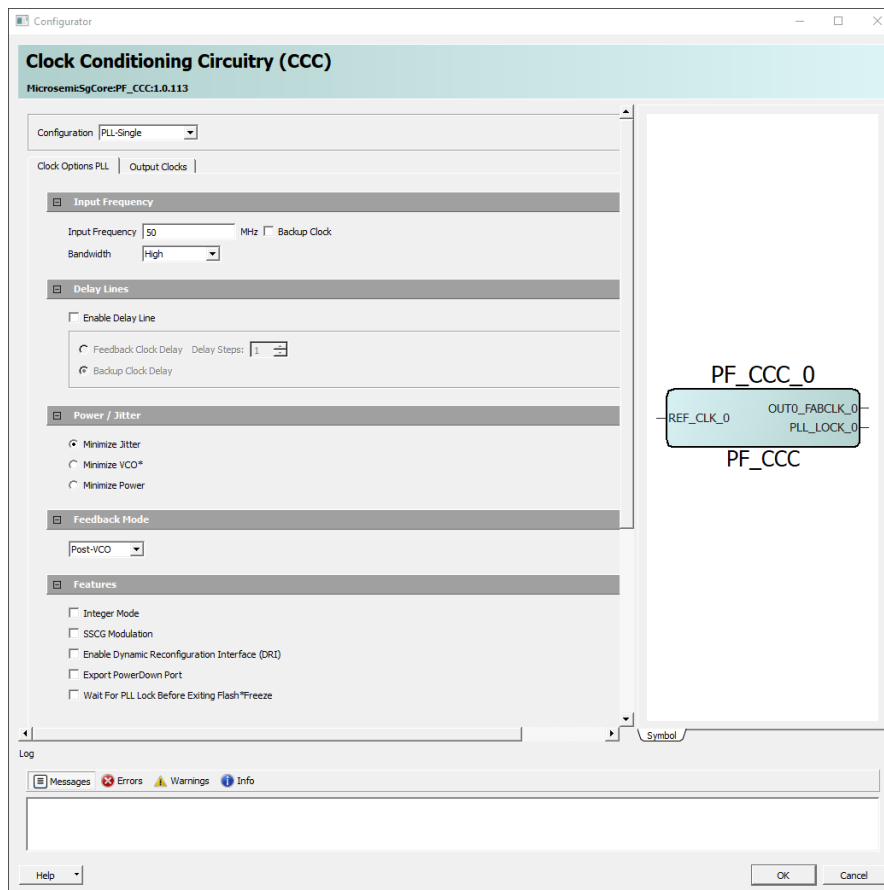 Configurator
Clock Conditioning Circuitry (CCC)
Microsemi:SgCore:PF_CCC:1.0.113
Configuration PLL-Single
Clock Options PLL Output Clocks
Input Frequency
Input Frequency 50 MHz Backup Clock
Bandwidth High
Delay Lines
Enable Delay Line
Feedback Clock Delay Delay Steps: 1
Backup Clock Delay
Power / Jitter
Minimize Jitter
Minimize VCO*
Minimize Power
Feedback Mode
Post-VCO
Features
Integer Mode
SSCG Modulation
Enable Dynamic Reconfiguration Interface (DRI)
Export PowerDown Port
Wait For PLL Lock Before Exiting Flash*Freeze
PF_CCC_0
REF_CLK_0
OUT0_FABCLK_0
PLL_LOCK_0
PF_CCC
Symbol
Log
Messages Errors Warnings Info
Help OK Cancel